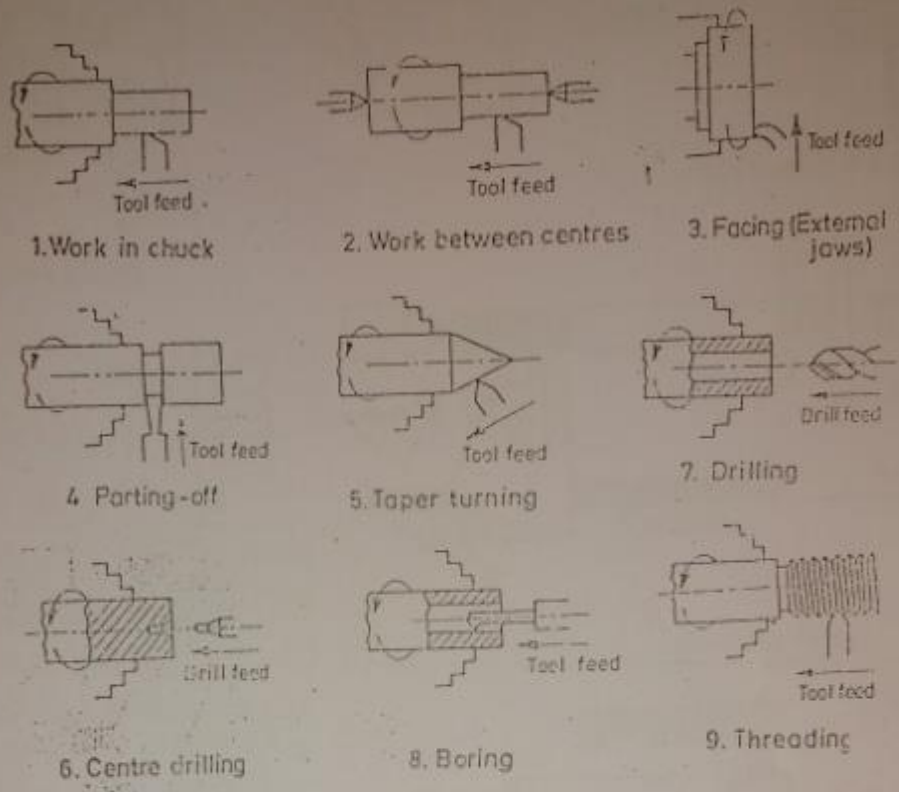 Tool feed
1. Work in chuck
Tool feed
2. Work between centres
Tool feed
3. Facing (External
jaws)
Tool feed
4 Parting-off
Tool feed
5. Taper turning
Drill feed
7. Drilling
Drill feed
6. Centre drilling
Tool feed
8. Boring
Tool feed
9. Threading